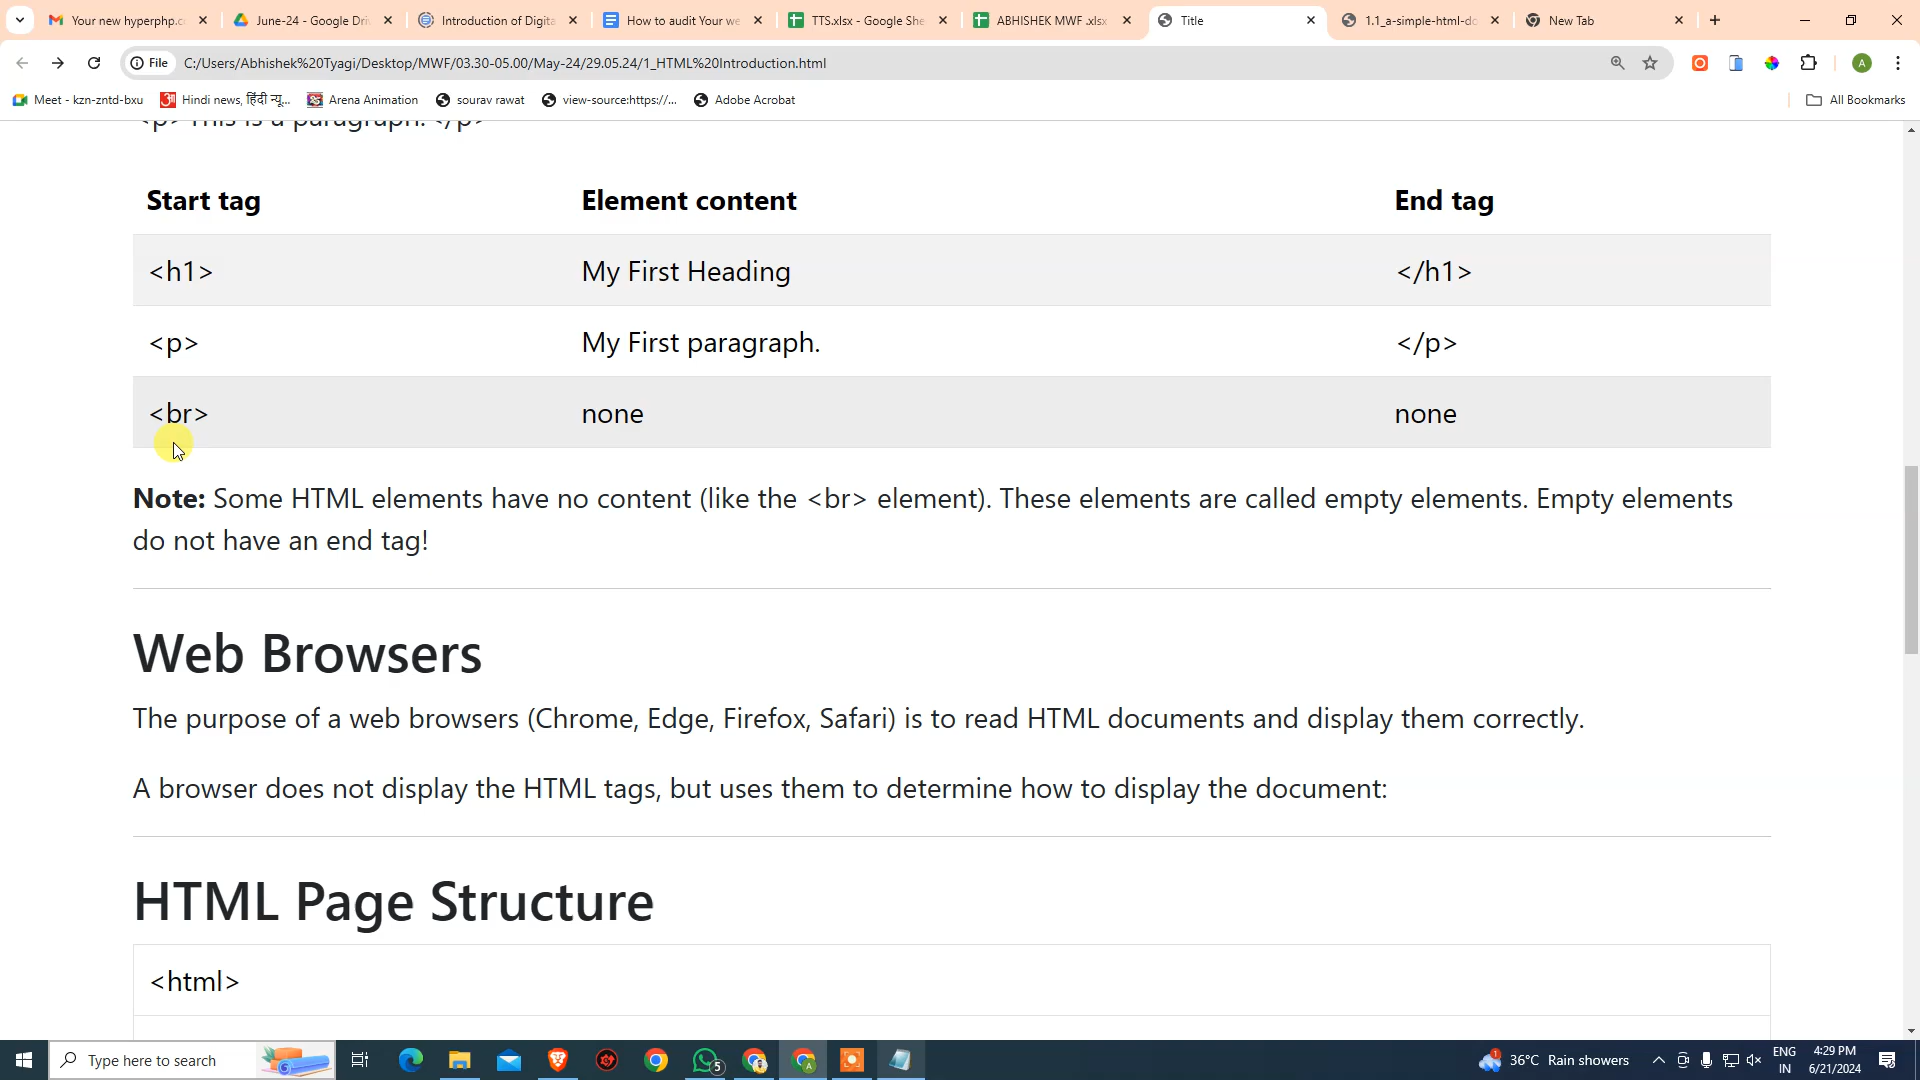 Your new hyperphp.c
June-24 - Google Dri
Introduction of Digita
How to audit Your we
TTS.xlsx - Google She
ABHISHEK MWF .xlsx
Title
1.1_a-simple-html-do
New Tab
File C:/Users/Abhishek%20Tyagi/Desktop/MWF/03.30-05.00/May-24/29.05.24/1_HTML%20Introduction.html
A
Meet - kzn-zntd-bxu
Hindi news, हिंदी न्यू...
Arena Animation
sourav rawat
view-source:https://...
Adobe Acrobat
All Bookmarks
<p> This is a paragraph. </p>
Start tag Element content End tag
<h1> My First Heading </h1>
<p> My First paragraph. </p>
<br> none none
Note: Some HTML elements have no content (like the <br> element). These elements are called empty elements. Empty elements
do not have an end tag!
Web Browsers
The purpose of a web browsers (Chrome, Edge, Firefox, Safari) is to read HTML documents and display them correctly.
A browser does not display the HTML tags, but uses them to determine how to display the document:
HTML Page Structure
<html>
Type here to search
5
1
36°C Rain showers
ENG
IN
4:29 PM
6/21/2024